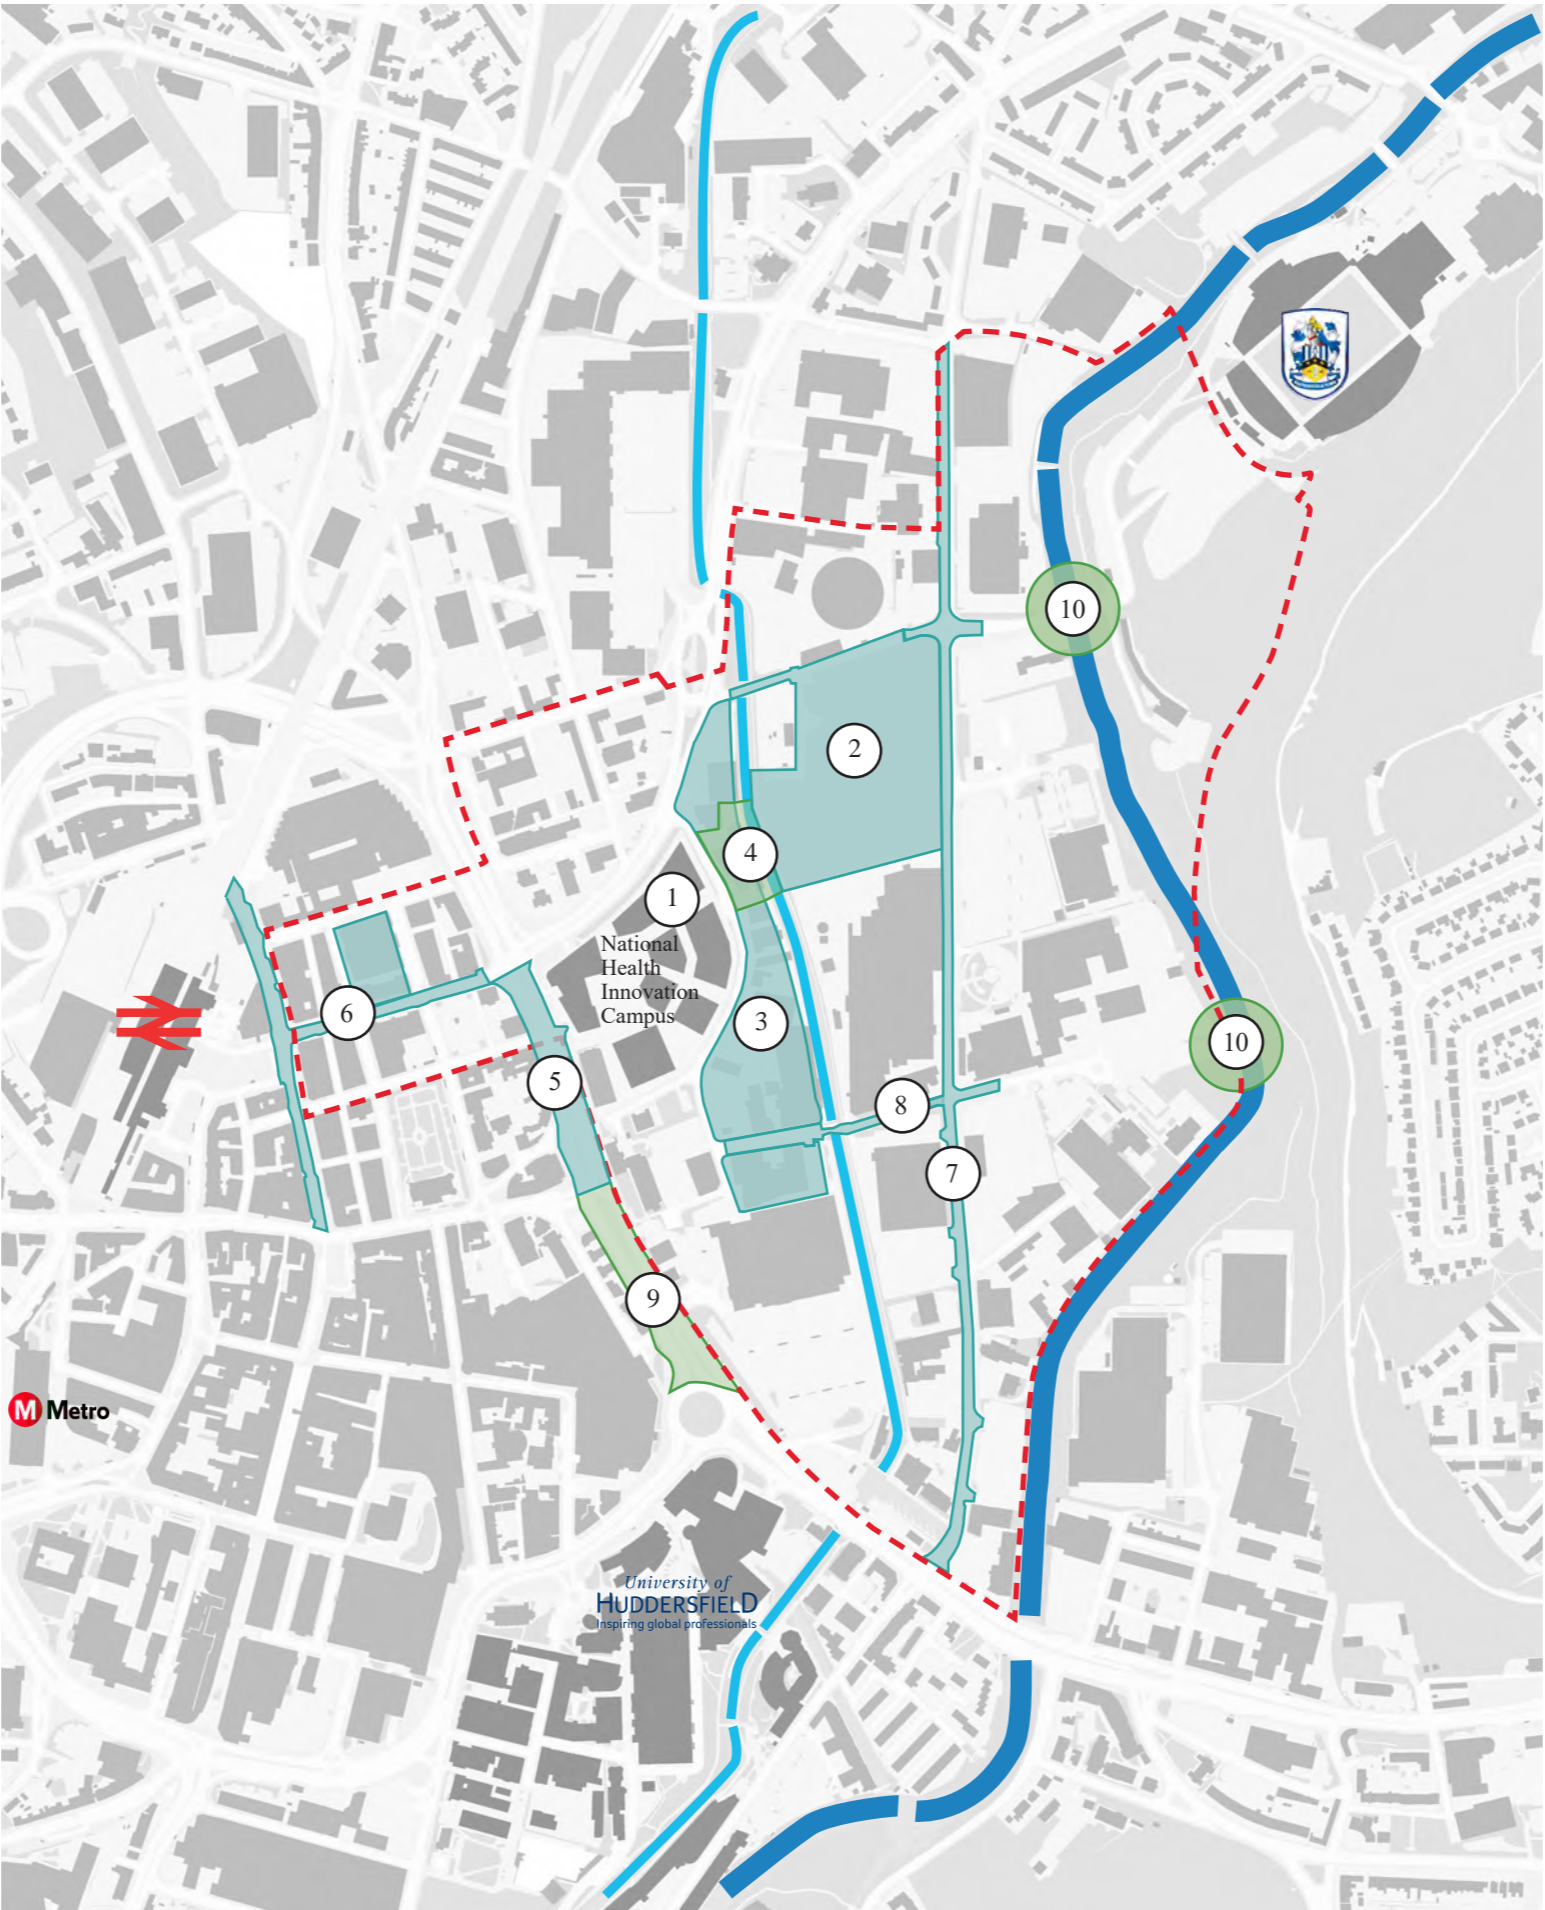 10
2
4
1
National
Health
Innovation
Campus
6
3
10
5
8
7
9
M Metro
University of
HUDDERSFIELD
Inspiring global professionals